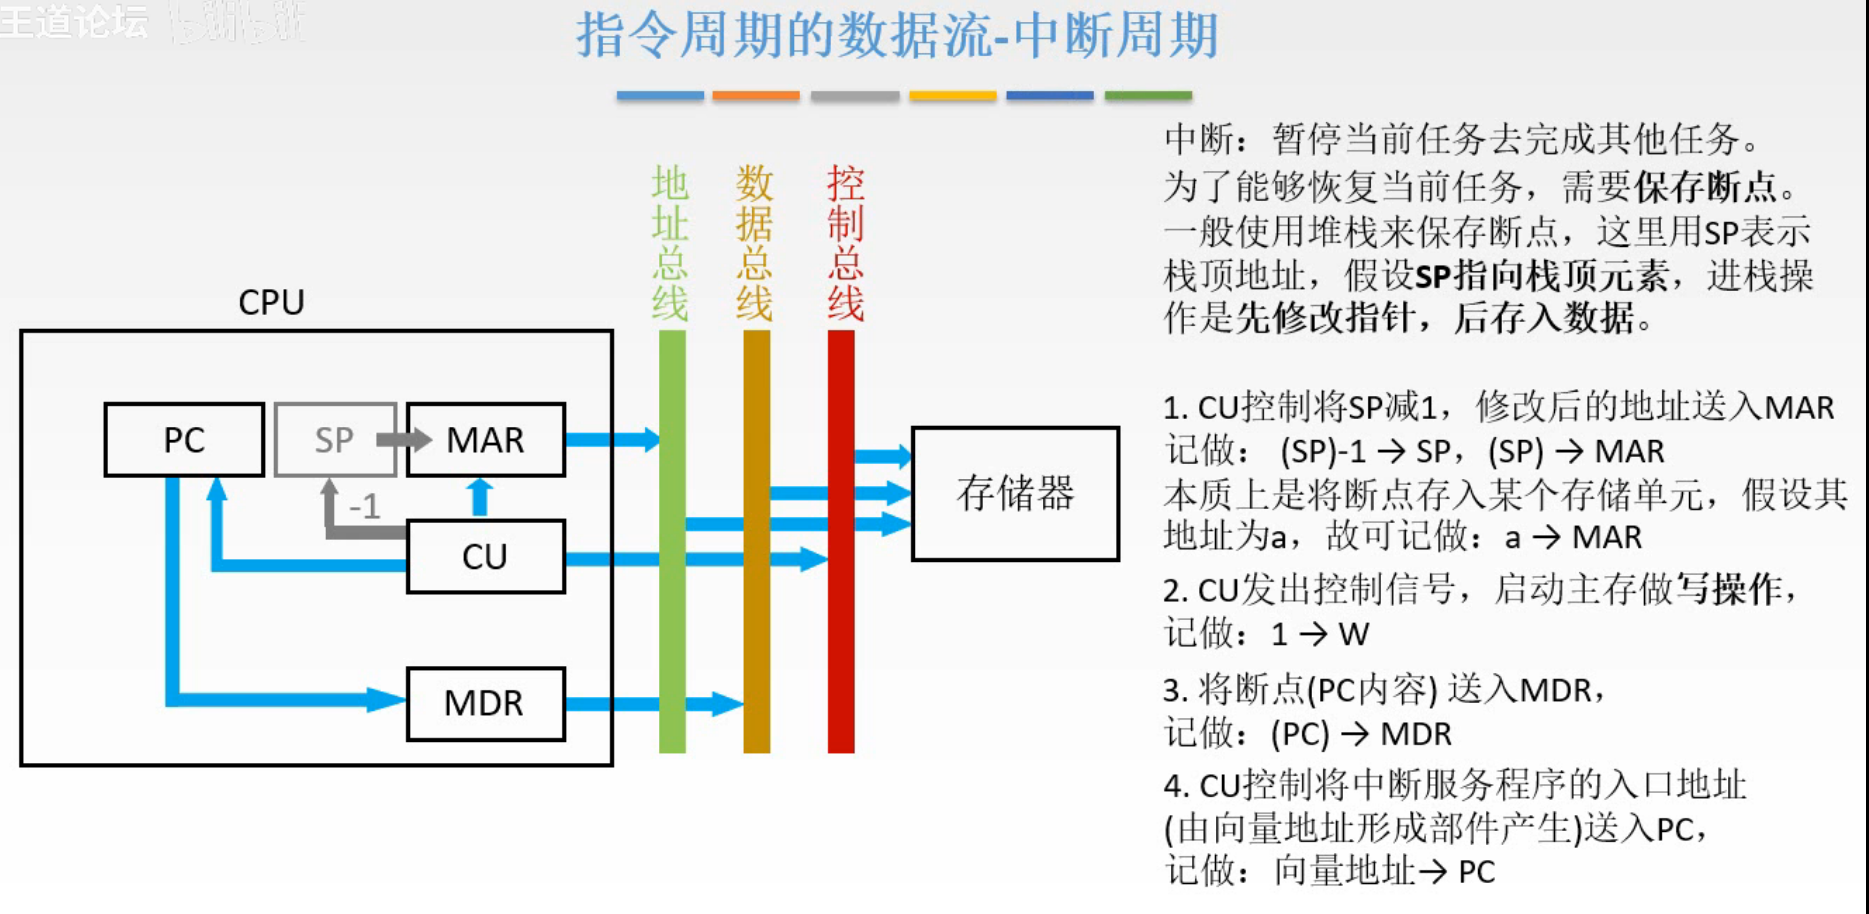 王道论坛 bilibili
指令周期的数据流-中断周期
中断：暂停当前任务去完成其他任务。
为了能够恢复当前任务，需要保存断点。
一般使用堆栈来保存断点，这里用SP表示
栈顶地址，假设SP指向栈顶元素，进栈操
作是先修改指针，后存入数据。
1. CU控制将SP减1，修改后的地址送入MAR
记做： (SP)-1 → SP，(SP) → MAR
本质上是将断点存入某个存储单元，假设其
地址为a，故可记做：a → MAR
2. CU发出控制信号，启动主存做写操作，
记做：1 → W
3. 将断点(PC内容) 送入MDR，
记做：(PC) → MDR
4. CU控制将中断服务程序的入口地址
(由向量地址形成部件产生)送入PC，
记做：向量地址→ PC
地址总线
数据总线
控制总线
CPU
PC
SP
MAR
-1
CU
MDR
存储器